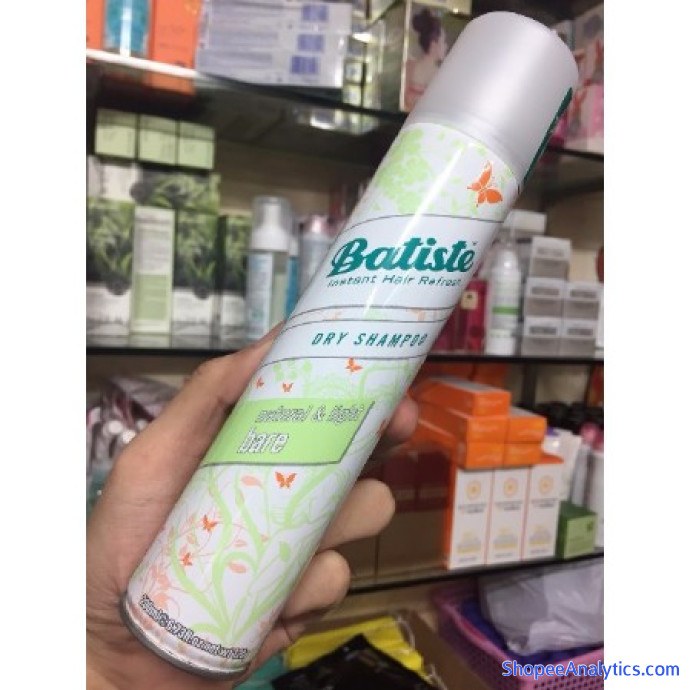 Batiste
Instant Hair Refresh
DRY SHAMPOO
natural & light
bare
ShopeeAnalytics.com